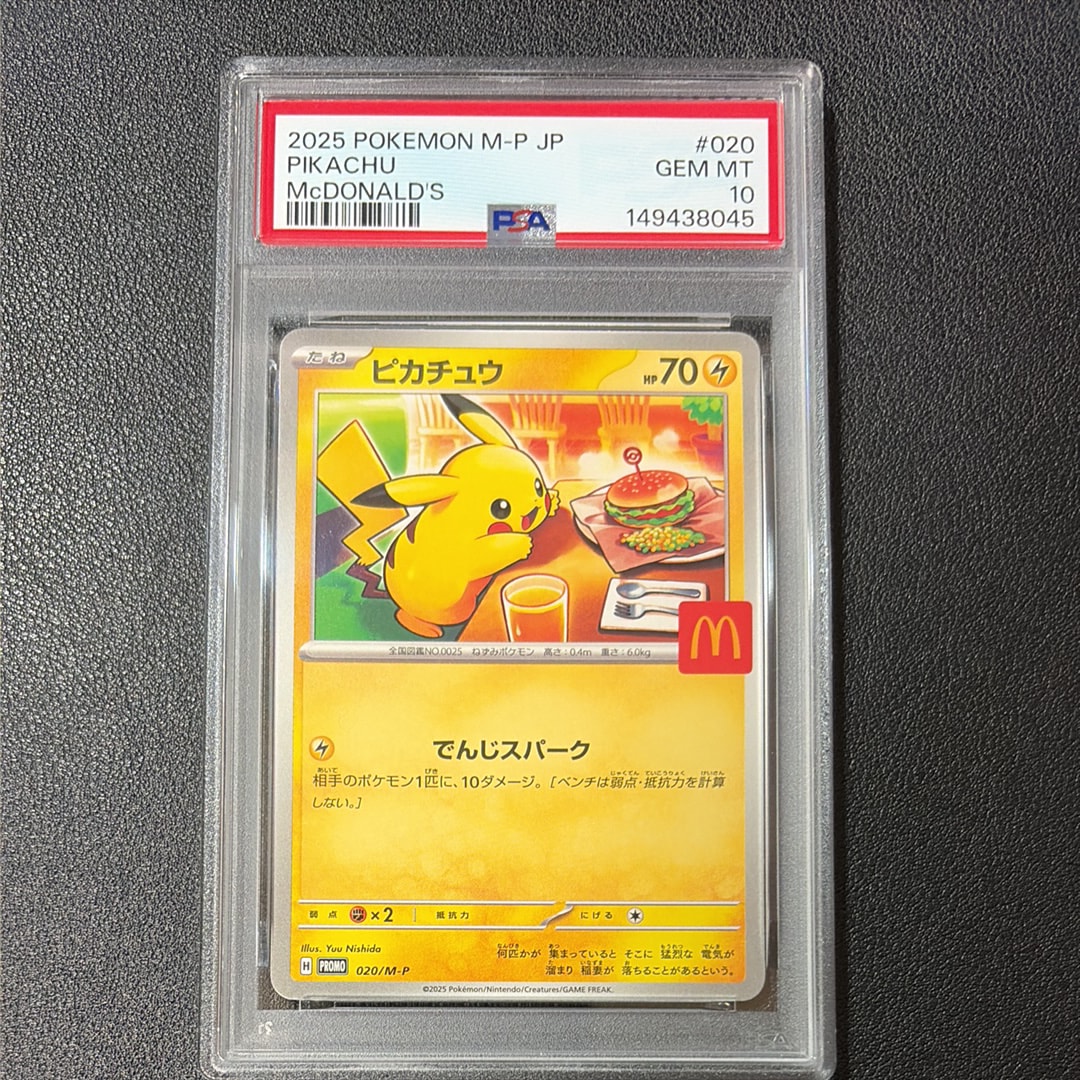 2025 POKEMON M-P JP #020
PIKACHU GEM MT
McDONALD'S 10
PSA 149438045
たね ピカチュウ HP 70
M
全国図鑑NO.0025 ねずみポケモン 高さ:0.4m 重さ:6.0kg
でんじスパーク
相手のポケモン1匹に、10ダメージ。[ベンチは弱点・抵抗力を計算
しない。]
弱点 ×2 抵抗力 にげる
Illus. Yuu Nishida
何匹かが 集まっていると そこに 猛烈な 電気が
溜まり 稲妻が 落ちることがあるという。
H PROMO 020/M-P
©2025 Pokémon/Nintendo/Creatures/GAME FREAK.